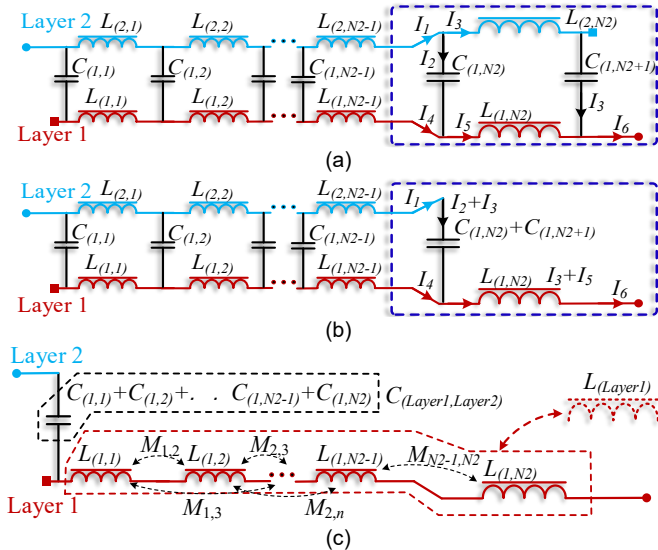 Layer 2
L(2,1) L(2,2) L(2,N2-1) I1 I3 L(2,N2)
C(1,1) C(1,2) C(1,N2-1) I2 C(1,N2) C(1,N2+1)
L(1,1) L(1,2) L(1,N2-1) L(1,N2) I3
Layer 1 I4 I5 I6
(a)
Layer 2
L(2,1) L(2,2) L(2,N2-1) I1 I2+I3
C(1,1) C(1,2) C(1,N2-1) C(1,N2)+C(1,N2+1)
L(1,1) L(1,2) L(1,N2-1) L(1,N2) I3+I5
Layer 1 I4 I6
(b)
Layer 2
C(1,1)+C(1,2)+. . C(1,N2-1)+C(1,N2) C(Layer1,Layer2) L(Layer1)
L(1,1) M1,2 L(1,2) M2,3 L(1,N2-1) MN2-1,N2 L(1,N2)
Layer 1 M1,3 M2,n
(c)